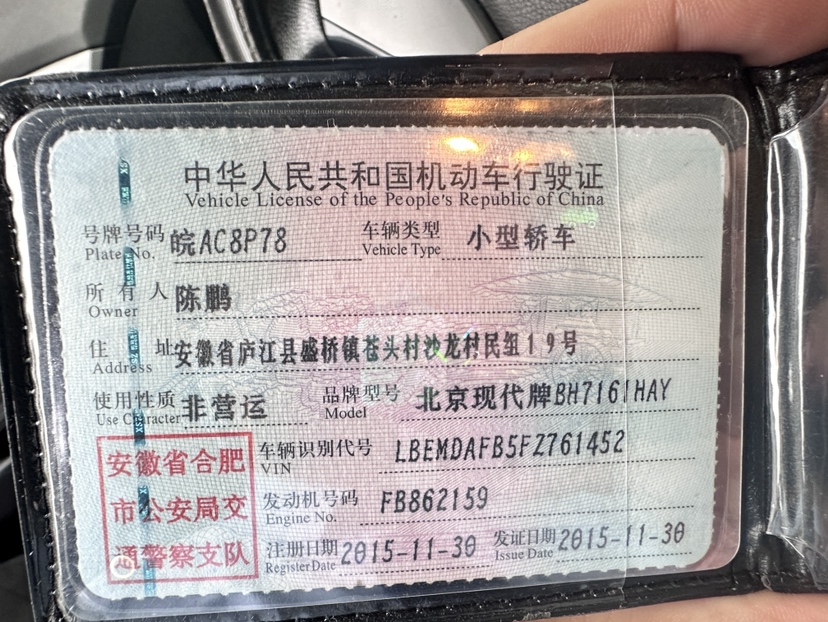 中华人民共和国机动车行驶证
Vehicle License of the People's Republic of China
号牌号码 皖AC8P78 车辆类型 小型轿车
Plate No. Vehicle Type
所有人 陈鹏
Owner
住址 安徽省庐江县盛桥镇苍头村沙龙村民组19号
Address
使用性质 非营运 品牌型号 北京现代牌BH7161HAY
Use Character Model
安徽省合肥
市公安局交
通警察支队
车辆识别代号 LBEMDAFB5FZ761452
VIN
发动机号码 FB862159
Engine No.
注册日期 2015-11-30 发证日期 2015-11-30
Register Date Issue Date